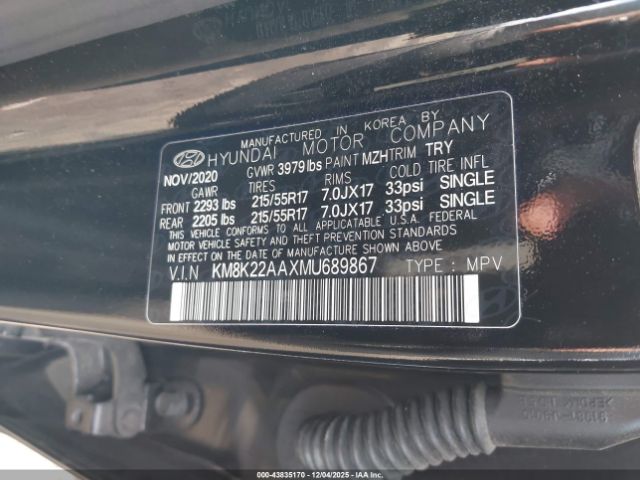 MANUFACTURED IN KOREA BY
HYUNDAI MOTOR COMPANY
NOV/2020 GVWR 3979 lbs PAINT MZH TRIM TRY
GAWR TIRES RIMS COLD TIRE INFL
FRONT 2293 lbs 215/55R17 7.0JX17 33psi SINGLE
REAR 2205 lbs 215/55R17 7.0JX17 33psi SINGLE
THIS VEHICLE CONFORMS TO ALL APPLICABLE U.S.A. FEDERAL
MOTOR VEHICLE SAFETY, BUMPER, AND THEFT PREVENTION STANDARDS
IN EFFECT ON THE DATE OF MANUFACTURE SHOWN ABOVE.
V.I.N KM8K22AAXMU689867 TYPE : MPV
000-43835170 - 12/04/2025 - COPYRIGHT IAA, LLC.